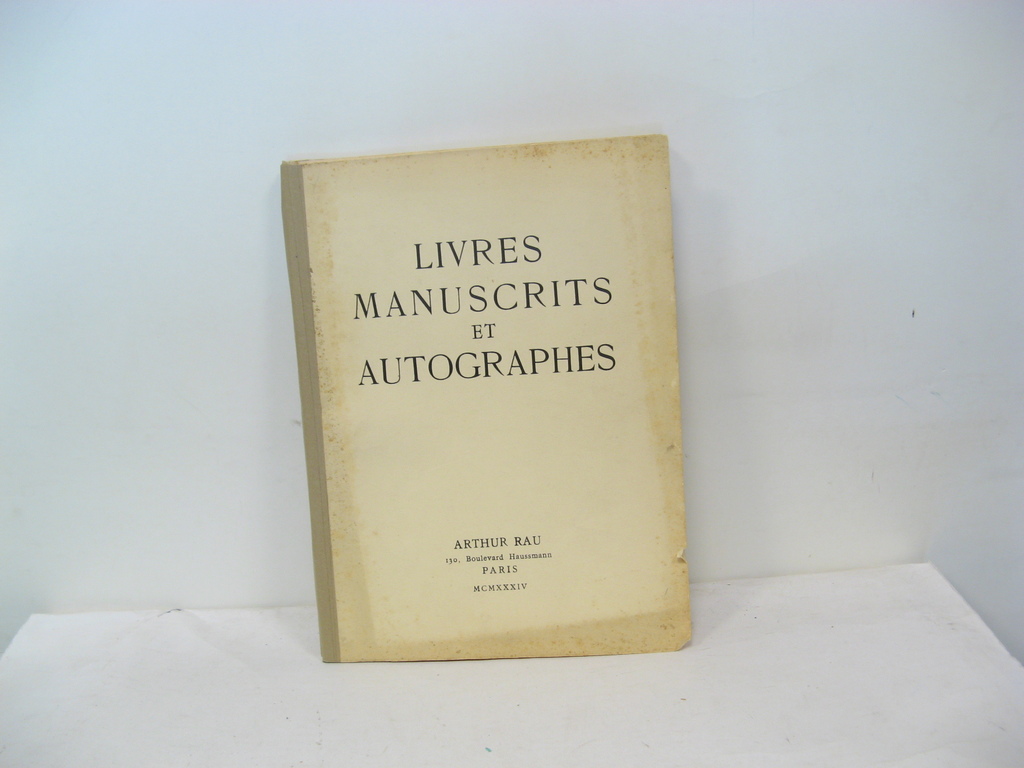 LIVRES
MANUSCRITS
ET
AUTOGRAPHES
ARTHUR RAU
130, Boulevard Haussmann
PARIS
MCMXXXIV